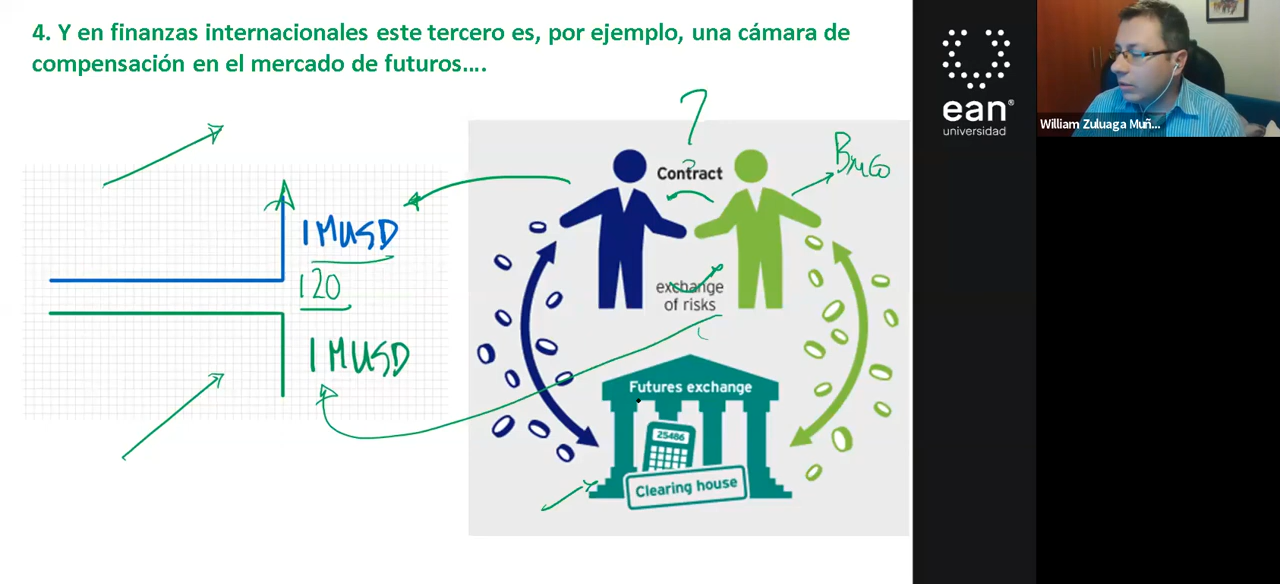 4. Y en finanzas internacionales este tercero es, por ejemplo, una cámara de
compensación en el mercado de futuros....
1 MUSD
120
1 MUSD
?
Contract
exchange
of risks
Futures exchange
25486
Clearing house
ean®
universidad
William Zuluaga Muñ...